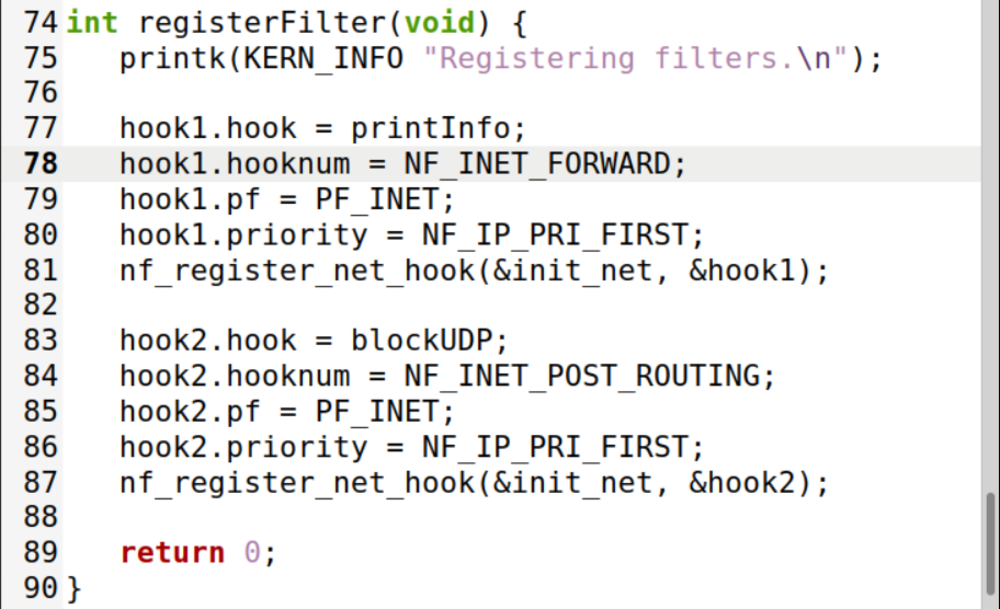 74 int registerFilter(void) {
75    printk(KERN_INFO "Registering filters.\n");
76
77    hook1.hook = printInfo;
78    hook1.hooknum = NF_INET_FORWARD;
79    hook1.pf = PF_INET;
80    hook1.priority = NF_IP_PRI_FIRST;
81    nf_register_net_hook(&init_net, &hook1);
82
83    hook2.hook = blockUDP;
84    hook2.hooknum = NF_INET_POST_ROUTING;
85    hook2.pf = PF_INET;
86    hook2.priority = NF_IP_PRI_FIRST;
87    nf_register_net_hook(&init_net, &hook2);
88
89    return 0;
90 }